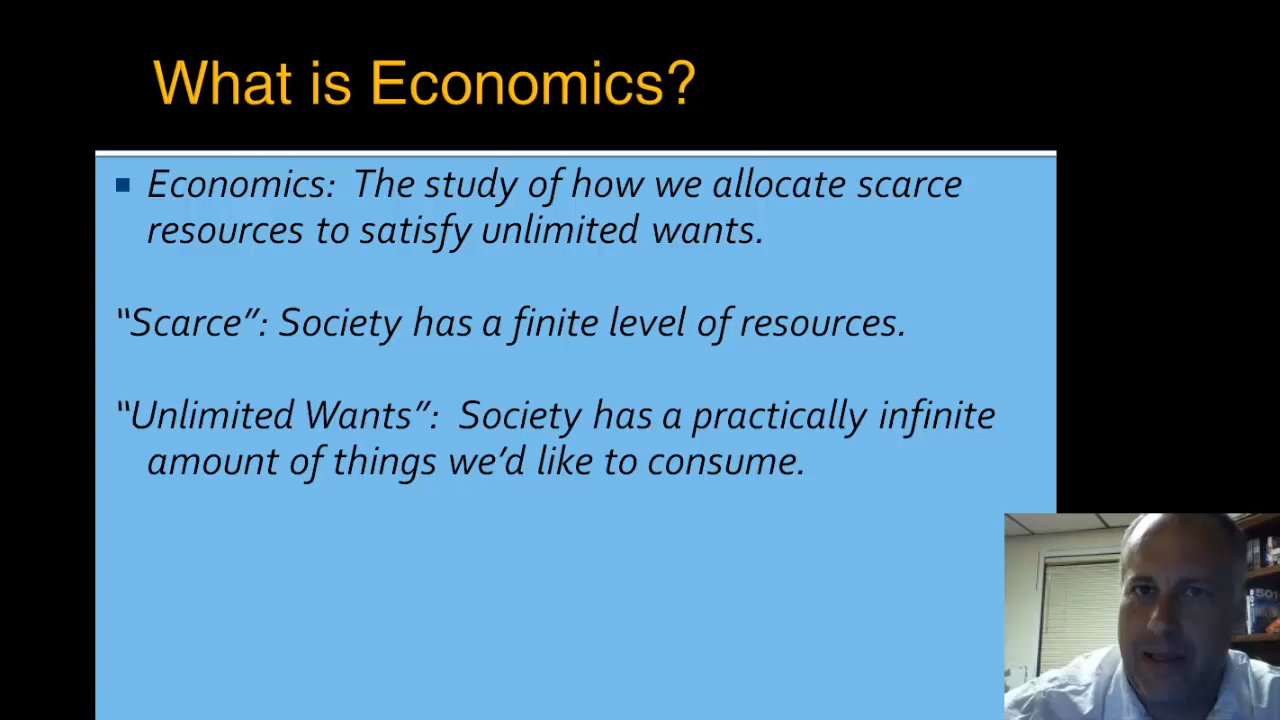 What is Economics?
Economics: The study of how we allocate scarce
resources to satisfy unlimited wants.
“Scarce”: Society has a finite level of resources.
“Unlimited Wants”: Society has a practically infinite
amount of things we’d like to consume.
501